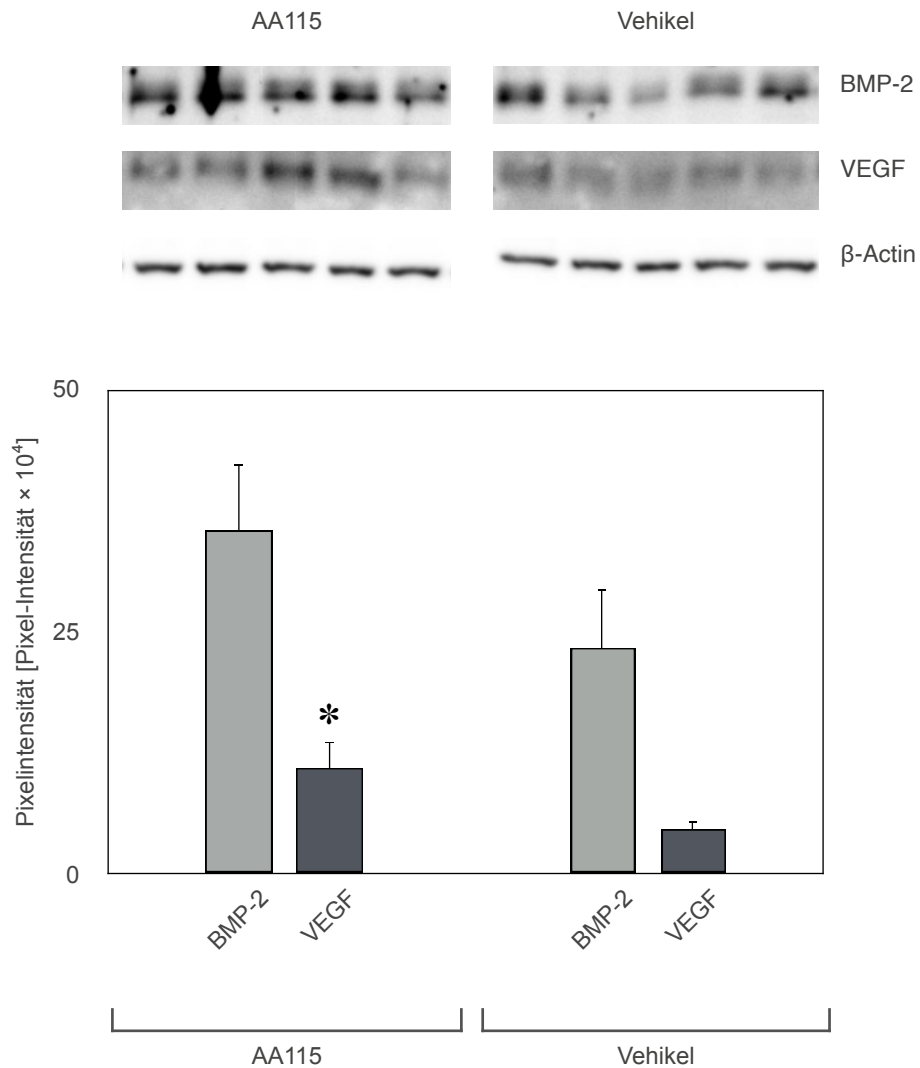 AA115 Vehikel
BMP-2
VEGF
β-Actin
50
25
0
Pixelintensität [Pixel-Intensität × 10⁴]
*
BMP-2 VEGF BMP-2 VEGF
AA115 Vehikel